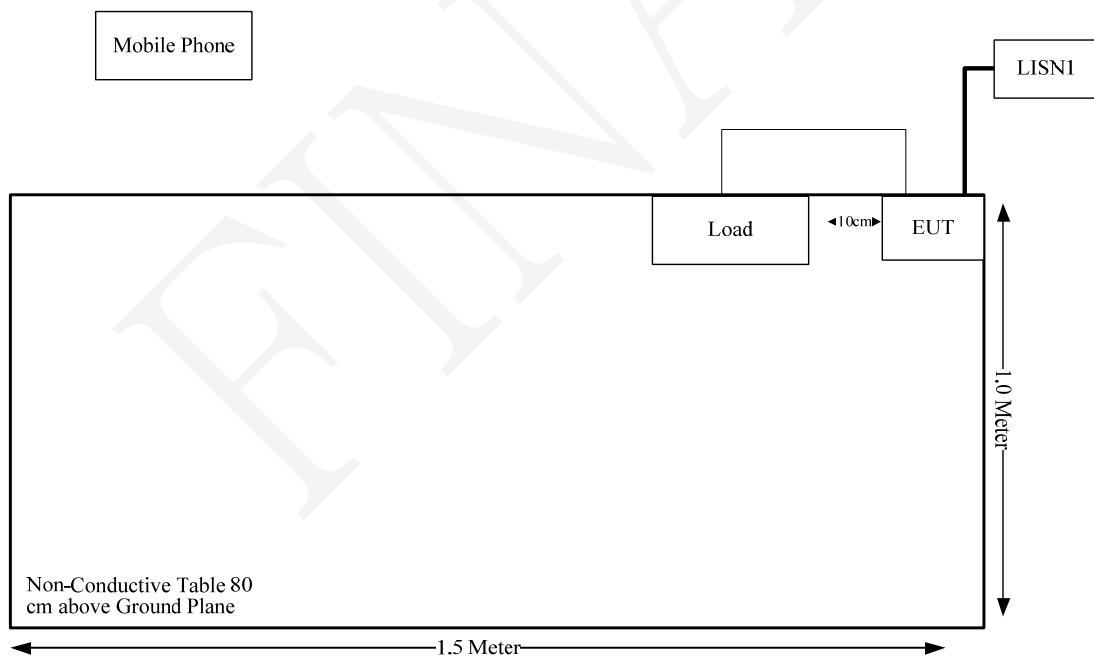 Mobile Phone
LISN1
Load
10cm
EUT
1.0 Meter
Non-Conductive Table 80
cm above Ground Plane
1.5 Meter
FINA